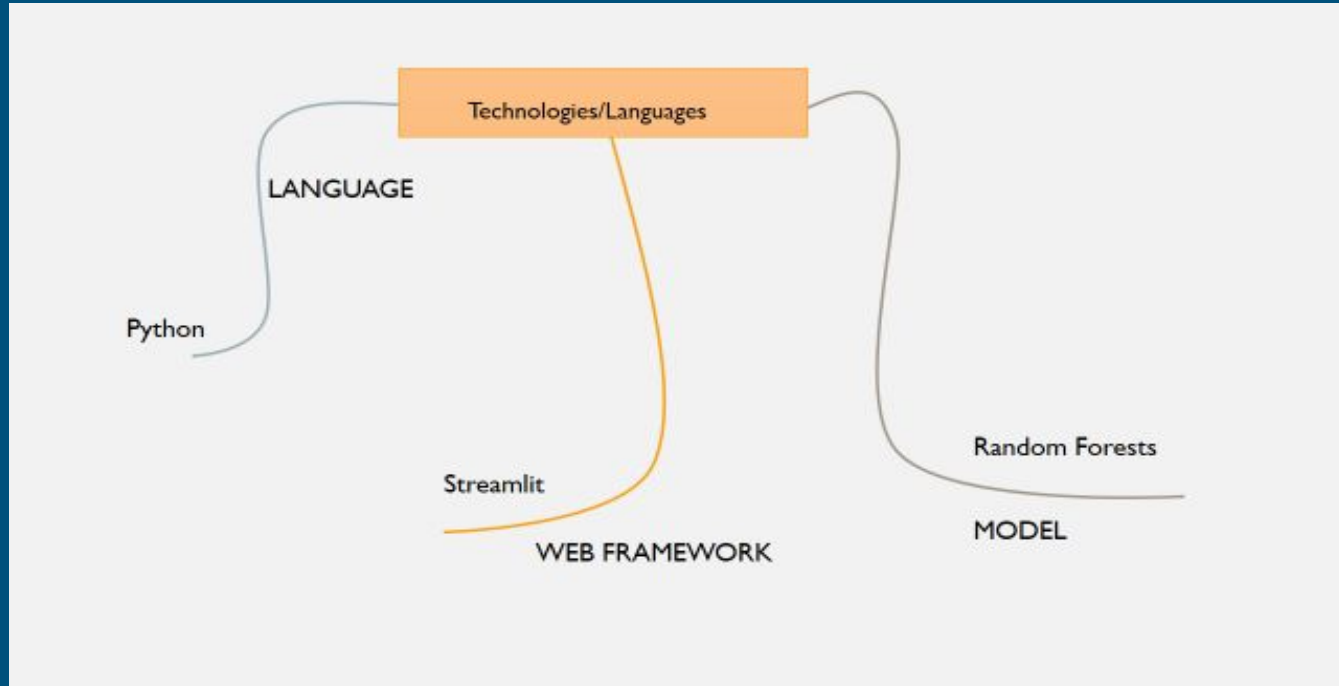 Technologies/Languages
LANGUAGE
Python
Streamlit
WEB FRAMEWORK
Random Forests
MODEL